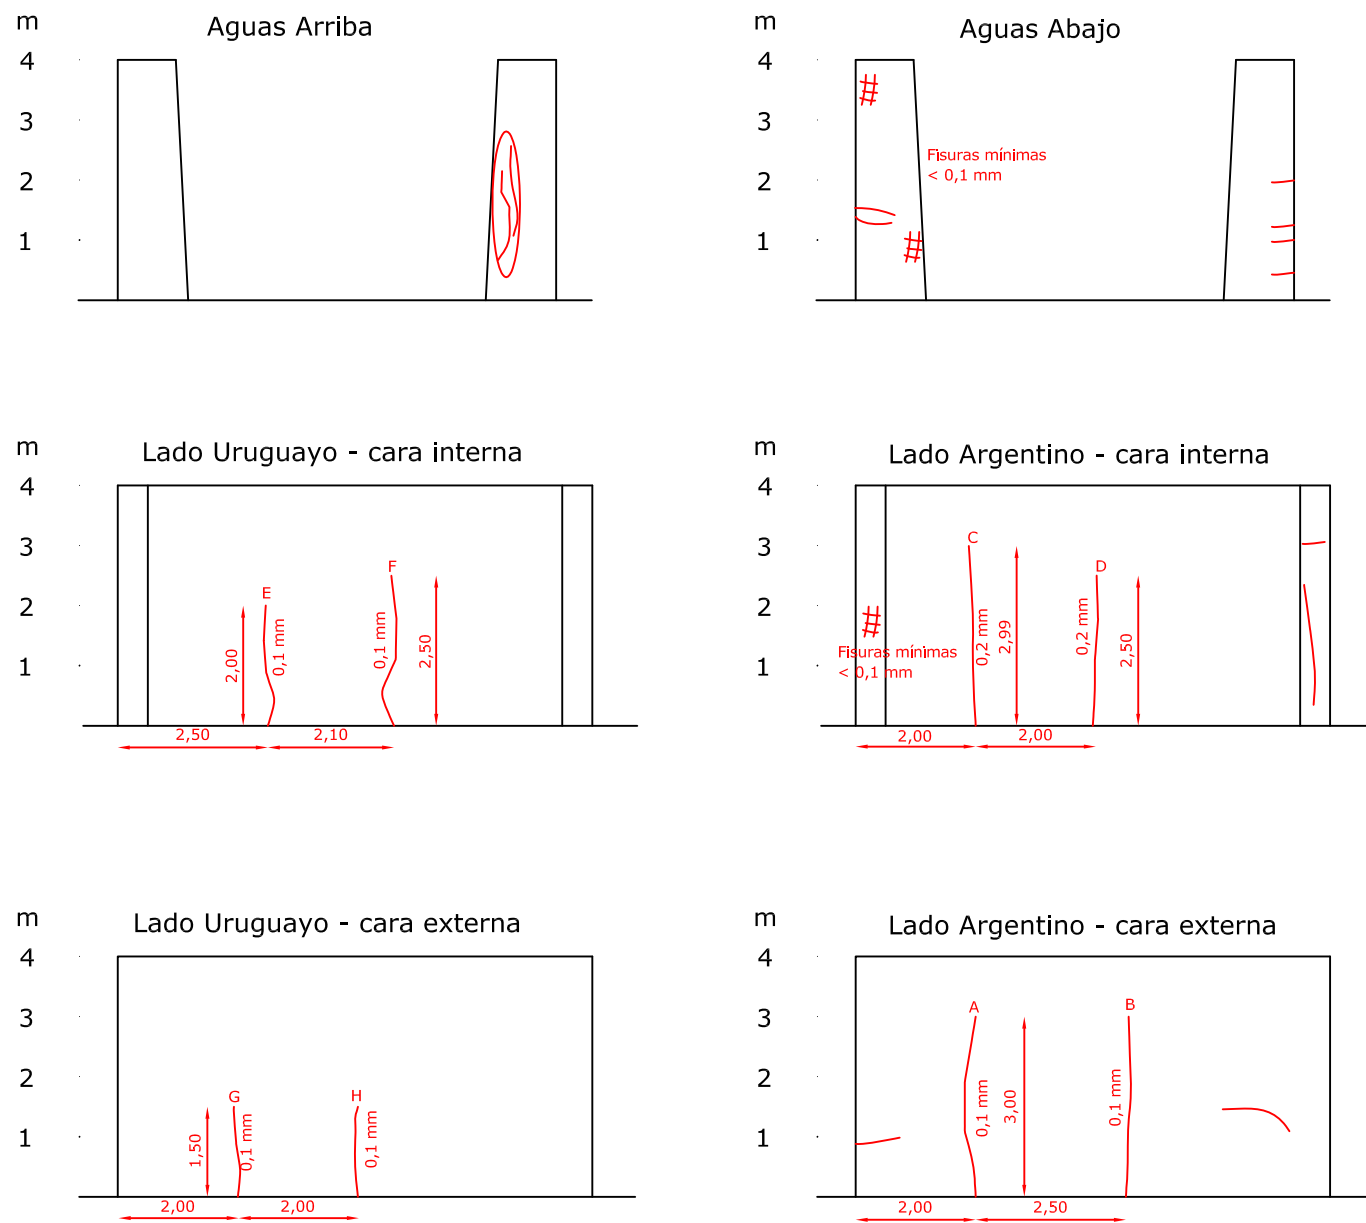 m
Aguas Arriba
4
3
2
1
m
Aguas Abajo
4
3
2
1
Fisuras mínimas
< 0,1 mm
m
Lado Uruguayo - cara interna
4
3
2
1
E
F
2,00
0,1 mm
0,1 mm
2,50
2,50
2,10
m
Lado Argentino - cara interna
4
3
2
1
C
D
0,2 mm
2,99
0,2 mm
2,50
Fisuras mínimas
< 0,1 mm
2,00
2,00
m
Lado Uruguayo - cara externa
4
3
2
1
G
H
1,50
0,1 mm
0,1 mm
2,00
2,00
m
Lado Argentino - cara externa
4
3
2
1
A
B
0,1 mm
3,00
0,1 mm
2,00
2,50